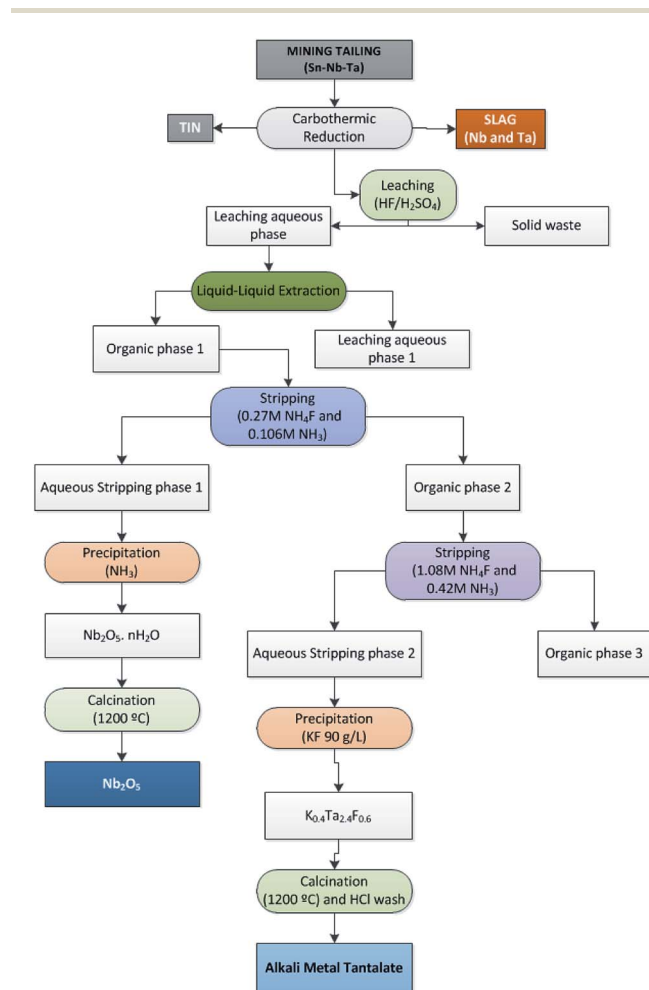 MINING TAILING
(Sn-Nb-Ta)
TIN
Carbothermic
Reduction
SLAG
(Nb and Ta)
Leaching
(HF/H₂SO₄)
Leaching aqueous
phase
Solid waste
Liquid-Liquid Extraction
Organic phase 1
Leaching aqueous
phase 1
Stripping
(0.27M NH₄F and
0.106M NH₃)
Aqueous Stripping phase 1
Organic phase 2
Precipitation
(NH₃)
Stripping
(1.08M NH₄F and
0.42M NH₃)
Nb₂O₅. nH₂O
Aqueous Stripping phase 2
Organic phase 3
Calcination
(1200 ºC)
Precipitation
(KF 90 g/L)
Nb₂O₅
K₀.₄Ta₂.₄F₀.₆
Calcination
(1200 ºC) and HCl wash
Alkali Metal Tantalate